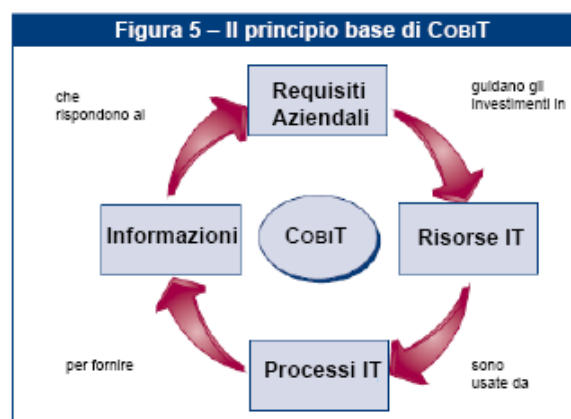 Figura 5 – Il principio base di COBIT
che
rispondono ai
Requisiti
Aziendali
guidano gli
investimenti in
Informazioni
COBIT
Risorse IT
per fornire
Processi IT
sono
usate da